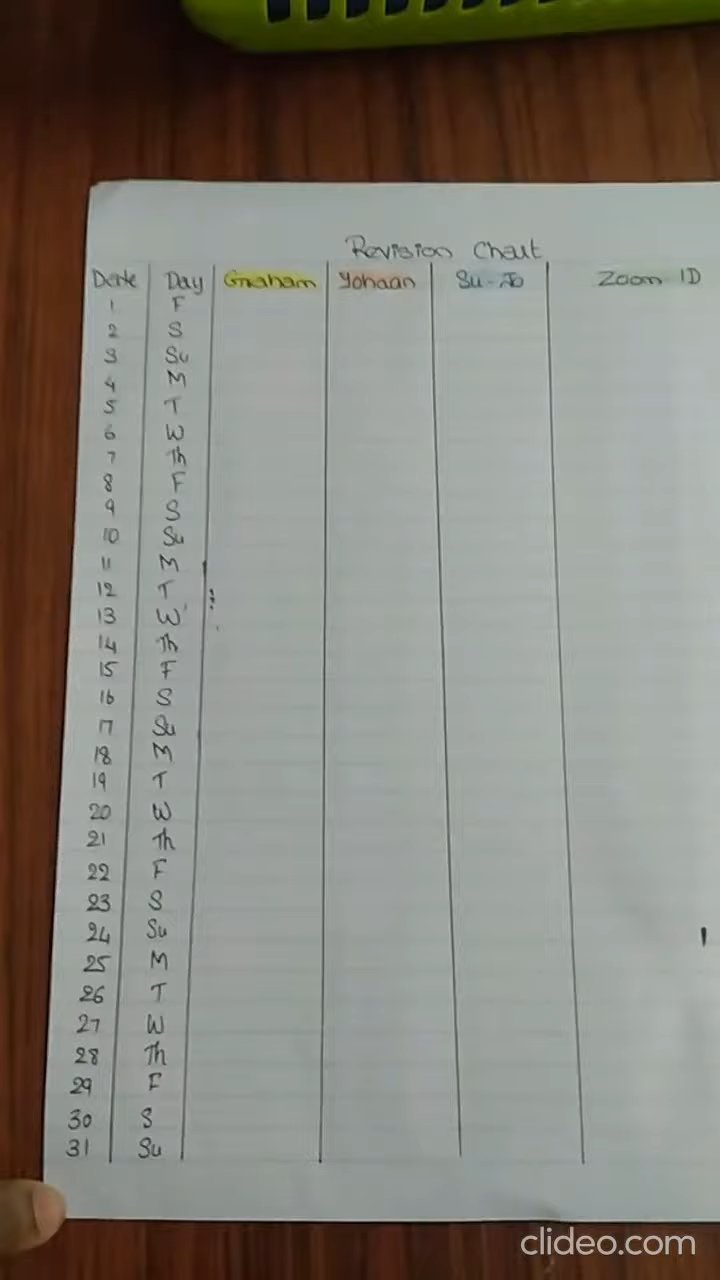 Revision Chart
Date Day Graham Yohaan Su-Jo Zoom ID
1 F
2 S
3 Su
4 M
5 T
6 W
7 Th
8 F
9 S
10 Su
11 M
12 T
13 W
14 Th
15 F
16 S
17 Su
18 M
19 T
20 W
21 Th
22 F
23 S
24 Su
25 M
26 T
27 W
28 Th
29 F
30 S
31 Su
clideo.com